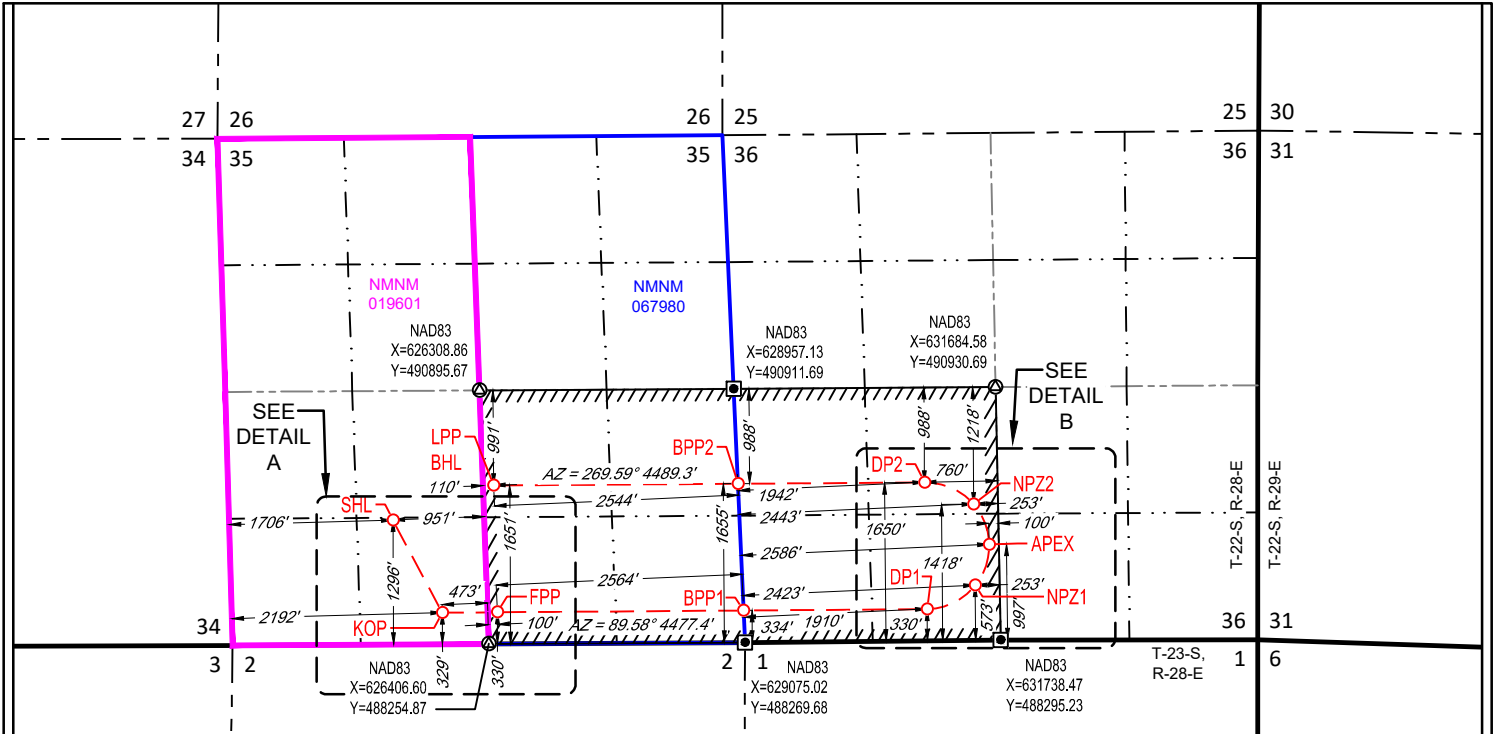 27 26
26 25
25 30
34 35
35 36
36 31
NMNM
019601
NMNM
067980
NAD83
X=626308.86
Y=490895.67
NAD83
X=628957.13
Y=490911.69
NAD83
X=631684.58
Y=490930.69
SEE
DETAIL
A
SEE
DETAIL
B
LPP
BHL
991'
988'
988'
1218'
BPP2
DP2
760'
AZ = 269.59° 4489.3'
110'
2544'
1942'
NPZ2
253'
SHL
1706'
951'
2443'
100'
1651'
1655'
1650'
1418'
APEX
2586'
1296'
473'
2564'
DP1
2423'
253'
NPZ1
2192'
KOP
FPP
BPP1
1910'
573'
997'
100'
AZ = 89.58° 4477.4'
334'
330'
329'
330'
34
36 31
3 2
2 1
1 6
NAD83
X=626406.60
Y=488254.87
NAD83
X=629075.02
Y=488269.68
NAD83
X=631738.47
Y=488295.23
T-23-S,
R-28-E
T-22-S, R-28-E
T-22-S, R-29-E